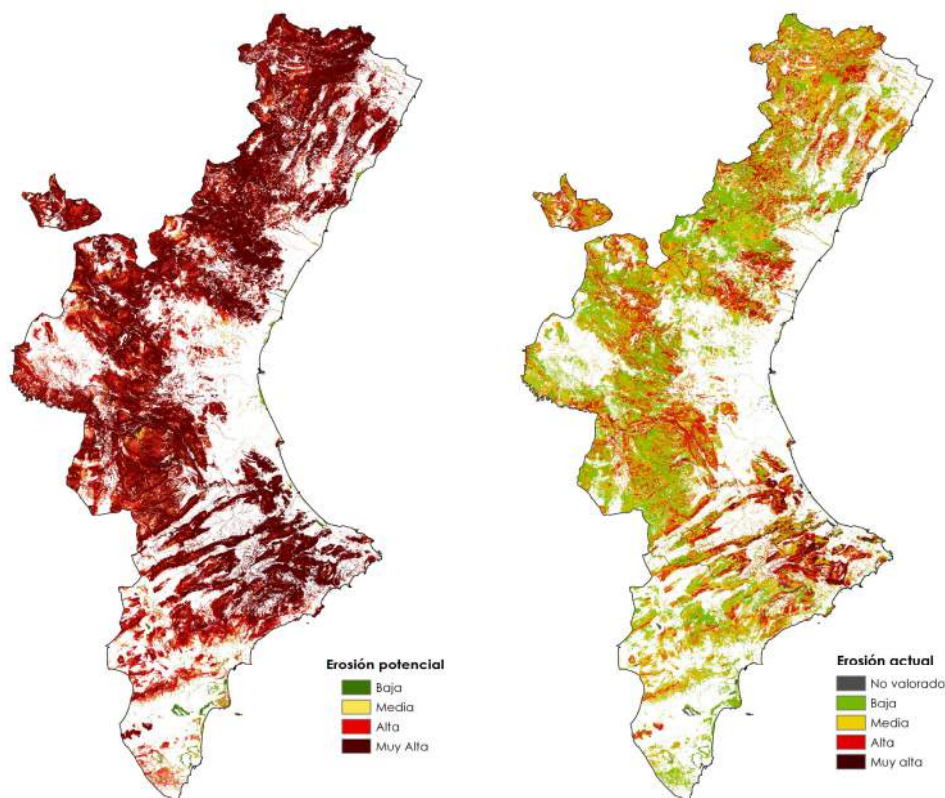 Erosión potencial
Baja
Media
Alta
Muy Alta
Erosión actual
No valorado
Baja
Media
Alta
Muy alta